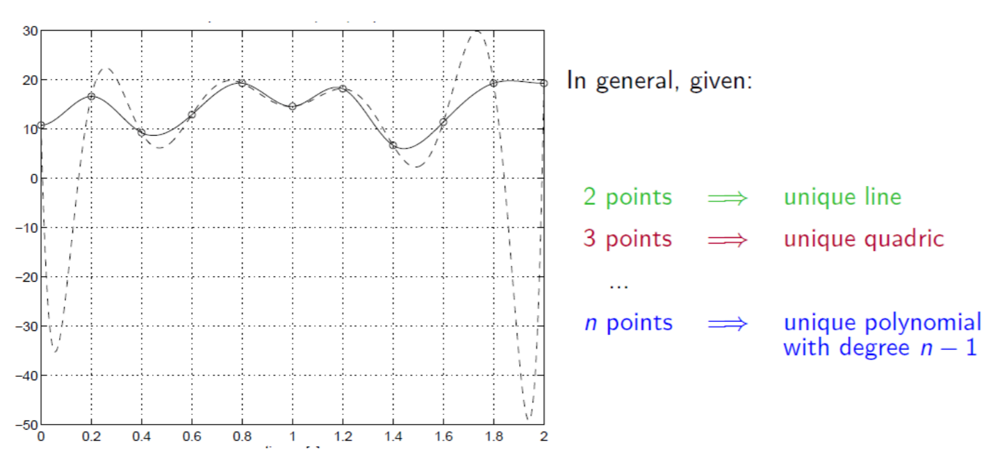 30
20
10
0
−10
−20
−30
−40
−50
0 0.2 0.4 0.6 0.8 1 1.2 1.4 1.6 1.8 2
In general, given:
2 points ⟹ unique line
3 points ⟹ unique quadric
...
n points ⟹ unique polynomial
with degree n − 1